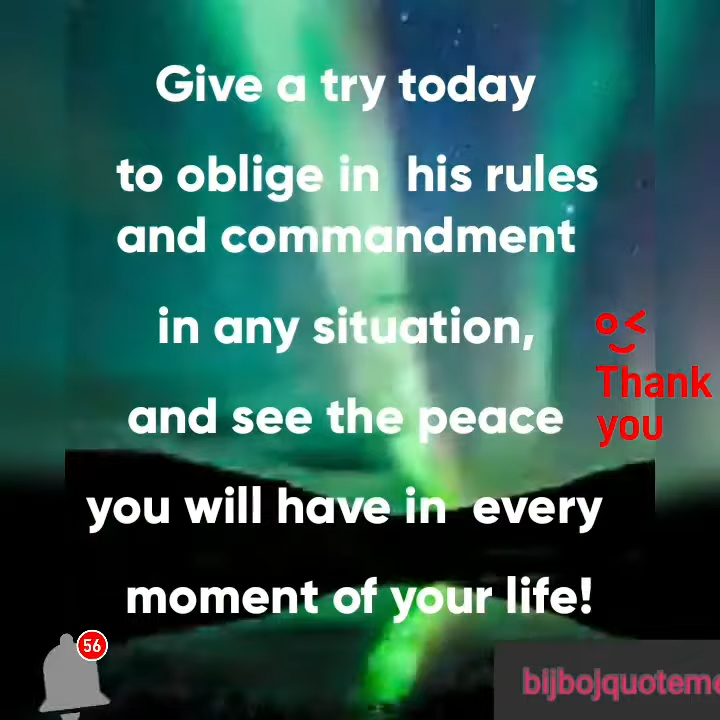 Give a try today
to oblige in his rules
and commandment
in any situation,
and see the peace
you will have in every
moment of your life!
Thank
you
56
bljbojquoteme